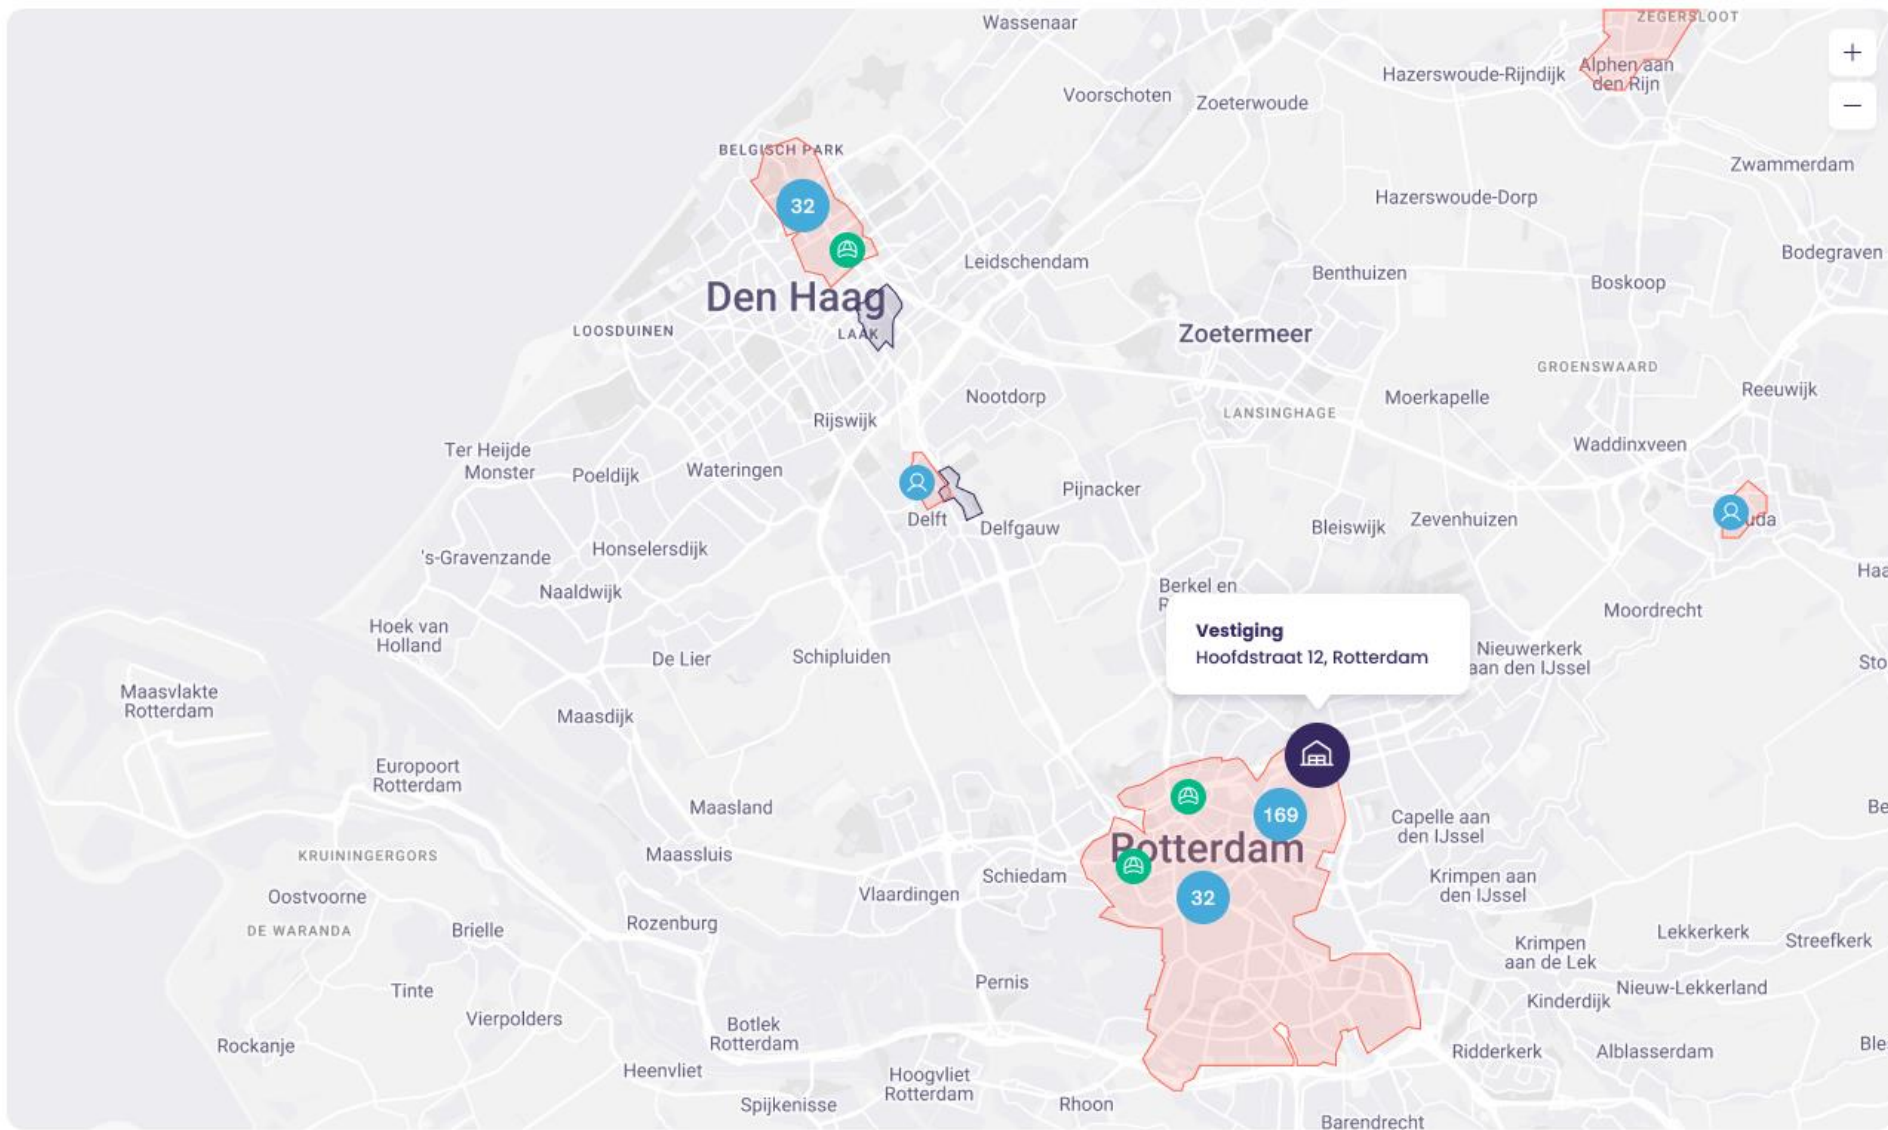 Wassenaar
ZEGERSLOOT
Hazerswoude-Rijndijk
Alphen aan
den Rijn
Voorschoten
Zoeterwoude
+
−
BELGISCH PARK
Zwammerdam
32
Hazerswoude-Dorp
Bodegraven
Leidschendam
Benthuizen
Boskoop
Den Haag
LOOSDUINEN
LAAK
Zoetermeer
GROENSWAARD
Reeuwijk
Nootdorp
Moerkapelle
LANSINGHAGE
Rijswijk
Waddinxveen
Ter Heijde
Monster
Poeldijk
Wateringen
Pijnacker
Delft
Delfgauw
Bleiswijk
Zevenhuizen
uda
's-Gravenzande
Honselersdijk
Naaldwijk
Haa
Berkel en
R
Moordrecht
Hoek van
Holland
De Lier
Schipluiden
Vestiging
Hoofdstraat 12, Rotterdam
Nieuwerkerk
aan den IJssel
Sto
Maasvlakte
Rotterdam
Maasdijk
Europoort
Rotterdam
Maasland
169
Capelle aan
den IJssel
Be
Rotterdam
KRUININGERGORS
Maassluis
Schiedam
Vlaardingen
Krimpen aan
den IJssel
32
Oostvoorne
DE WARANDA
Brielle
Rozenburg
Krimpen
aan de Lek
Lekkerkerk
Streefkerk
Pernis
Tinte
Vierpolders
Kinderdijk
Nieuw-Lekkerland
Botlek
Rotterdam
Rockanje
Heenvliet
Ridderkerk
Alblasserdam
Ble
Hoogvliet
Rotterdam
Spijkenisse
Rhoon
Barendrecht